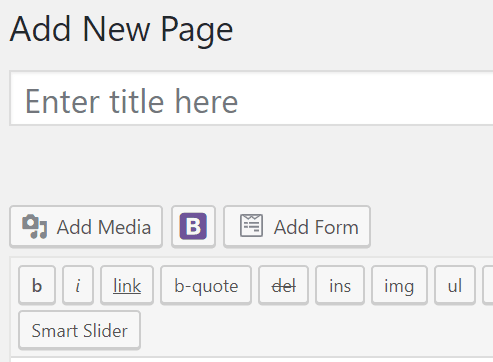 Add New Page
Enter title here
Add Media B Add Form
b i link b-quote del ins img ul
Smart Slider